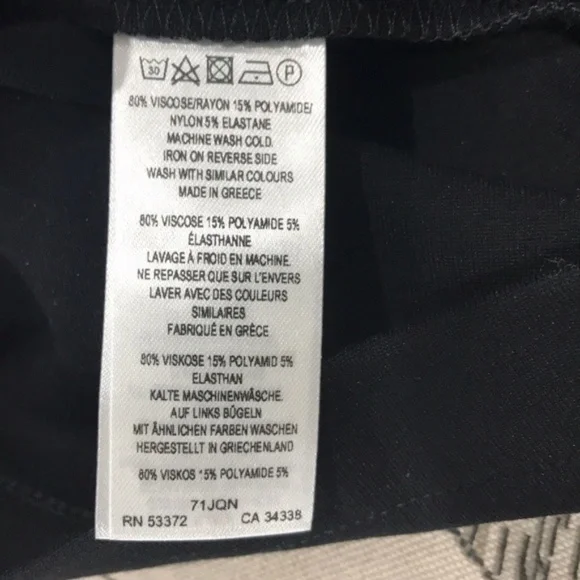 30 P
80% VISCOSE/RAYON 15% POLYAMIDE/
NYLON 5% ELASTANE
MACHINE WASH COLD.
IRON ON REVERSE SIDE
WASH WITH SIMILAR COLOURS
MADE IN GREECE
80% VISCOSE 15% POLYAMIDE 5%
ÉLASTHANNE
LAVAGE À FROID EN MACHINE.
NE REPASSER QUE SUR L'ENVERS
LAVER AVEC DES COULEURS
SIMILAIRES
FABRIQUÉ EN GRÈCE
80% VISKOSE 15% POLYAMID 5%
ELASTHAN
KALTE MASCHINENWÄSCHE.
AUF LINKS BÜGELN
MIT ÄHNLICHEN FARBEN WASCHEN
HERGESTELLT IN GRIECHENLAND
80% VISKOS 15% POLYAMIDE 5%
71JQN
RN 53372 CA 34338